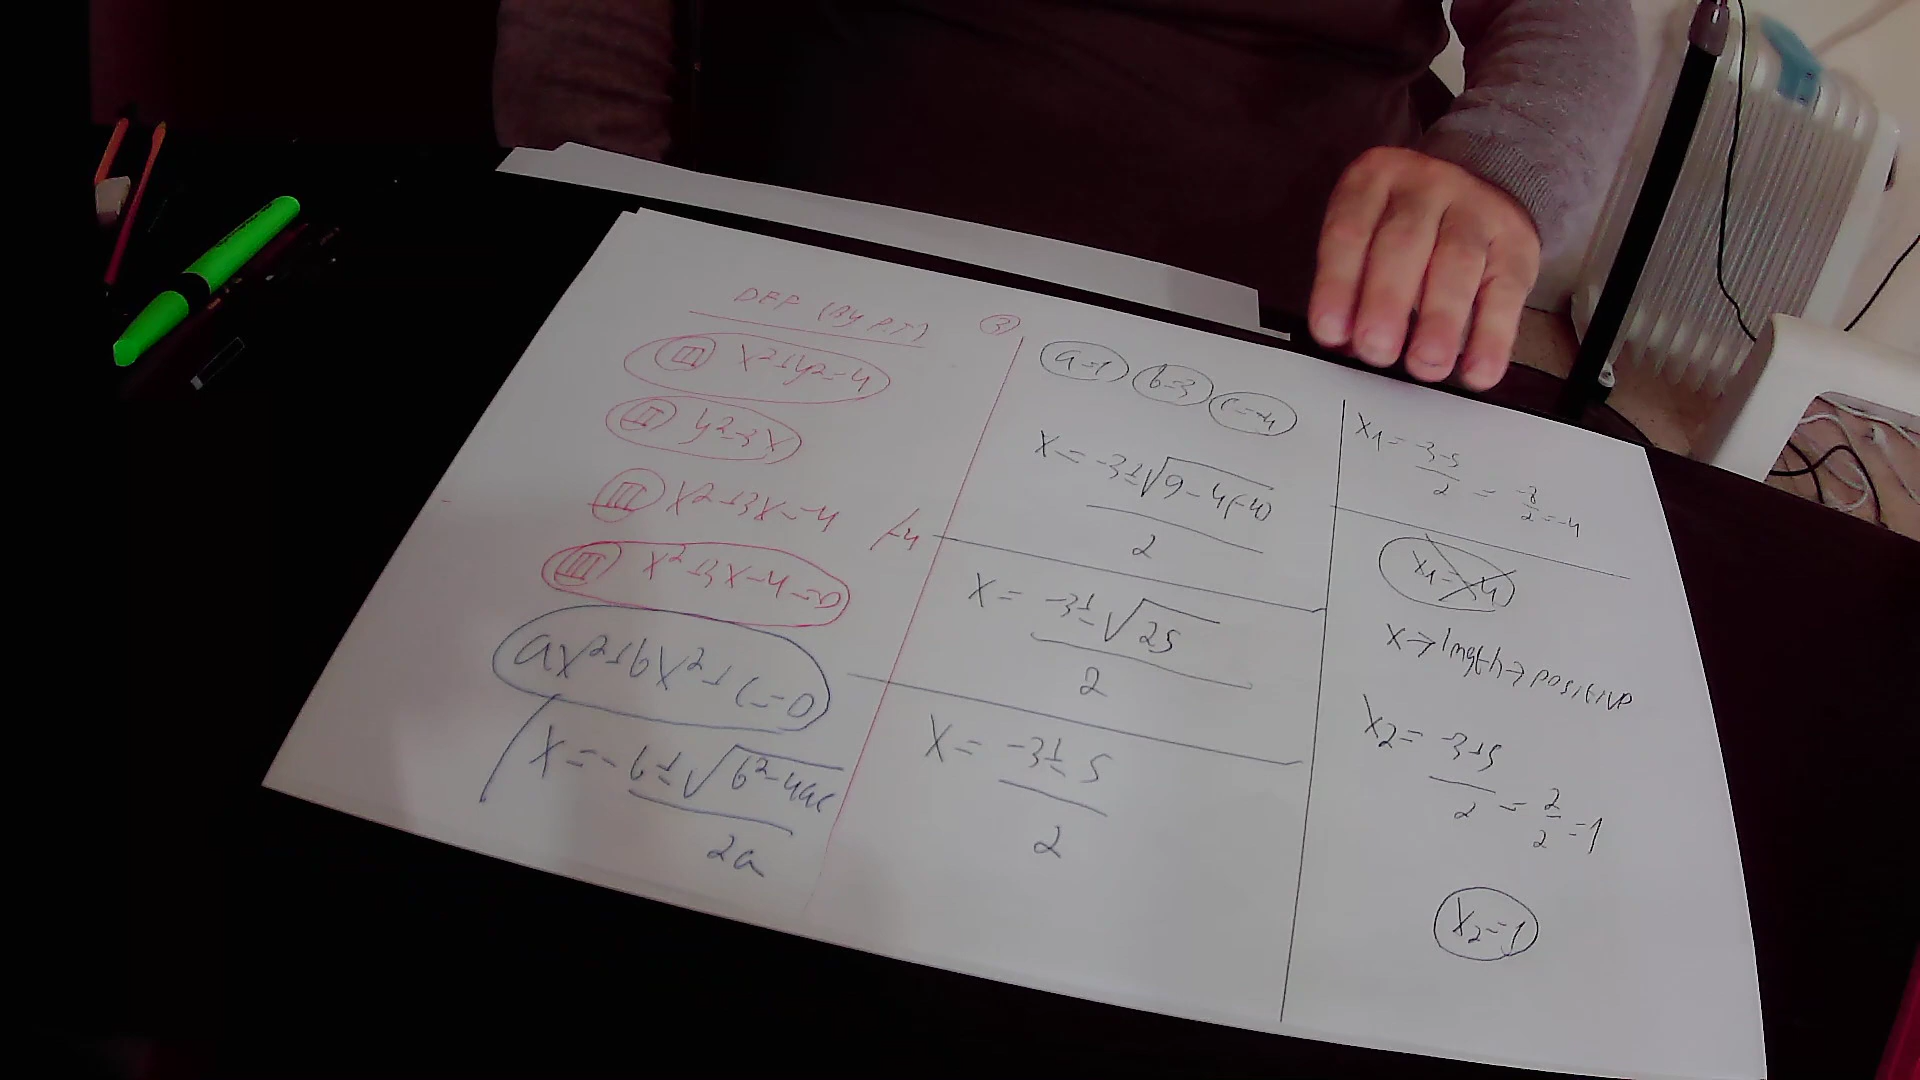 DEF (By P.T)
③
III x²+y²=4
II y²=3x
III x²+3x=4 /-4
III x²+3x-4=0
ax²+bx²+c=0
x = -b±√b²-4ac
2a
a=1 b=3 c=-4
x = -3±√9-4(-4)
2
x = -3±√25
2
x = -3±5
2
x1 = -3-5
2 = -8
2 = -4
x1=-4
x → length → positive
x2 = -3+5
2 = 2
2 = 1
x2=1